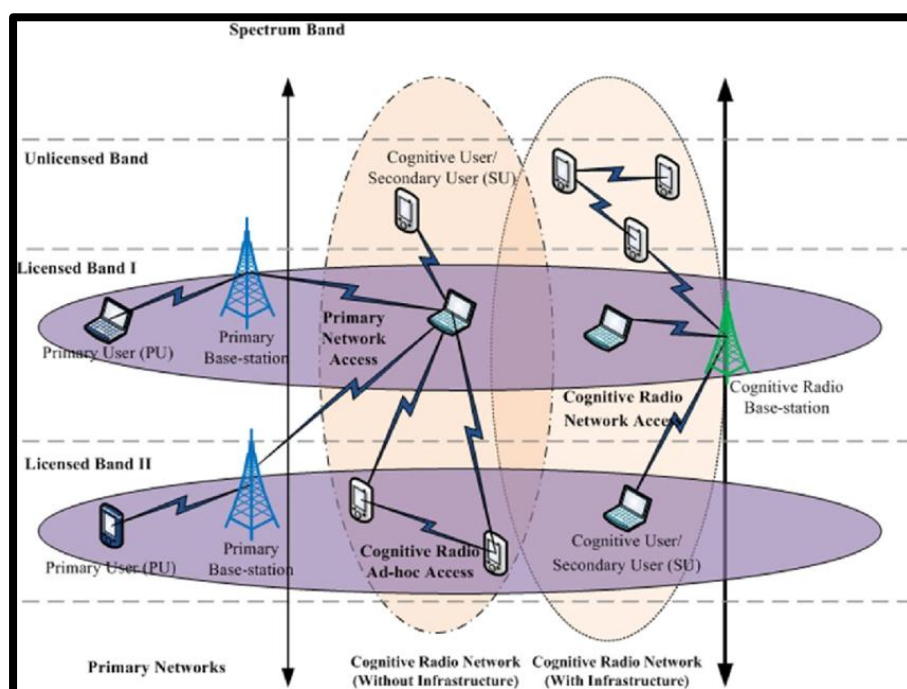 Spectrum Band
Unlicensed Band
Cognitive User/
Secondary User (SU)
Licensed Band I
Primary User (PU)
Primary
Base-station
Primary
Network
Access
Cognitive Radio
Network Access
Cognitive Radio
Base-station
Licensed Band II
Primary User (PU)
Primary
Base-station
Cognitive Radio
Ad-hoc Access
Cognitive User/
Secondary User (SU)
Primary Networks
Cognitive Radio Network
(Without Infrastructure)
Cognitive Radio Network
(With Infrastructure)